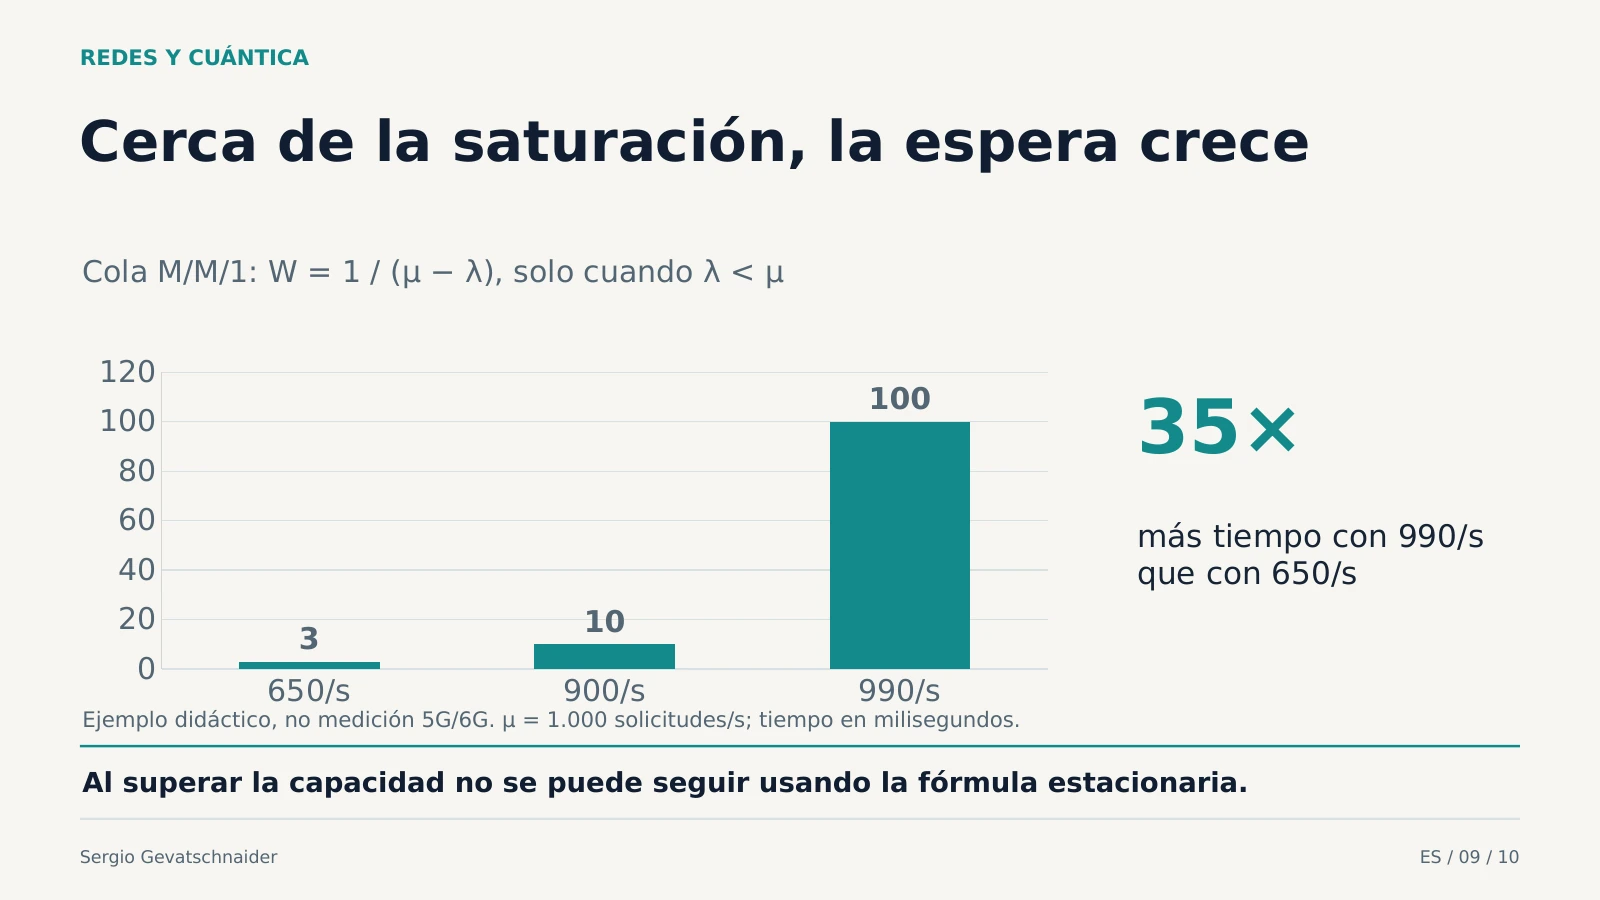 REDES Y CUÁNTICA
Cerca de la saturación, la espera crece
Cola M/M/1: W = 1 / (μ − λ), solo cuando λ < μ
120
100
80
60
40
20
0
3
10
100
650/s
900/s
990/s
35×
más tiempo con 990/s
que con 650/s
Ejemplo didáctico, no medición 5G/6G. μ = 1.000 solicitudes/s; tiempo en milisegundos.
Al superar la capacidad no se puede seguir usando la fórmula estacionaria.
Sergio Gevatschnaider
ES / 09 / 10